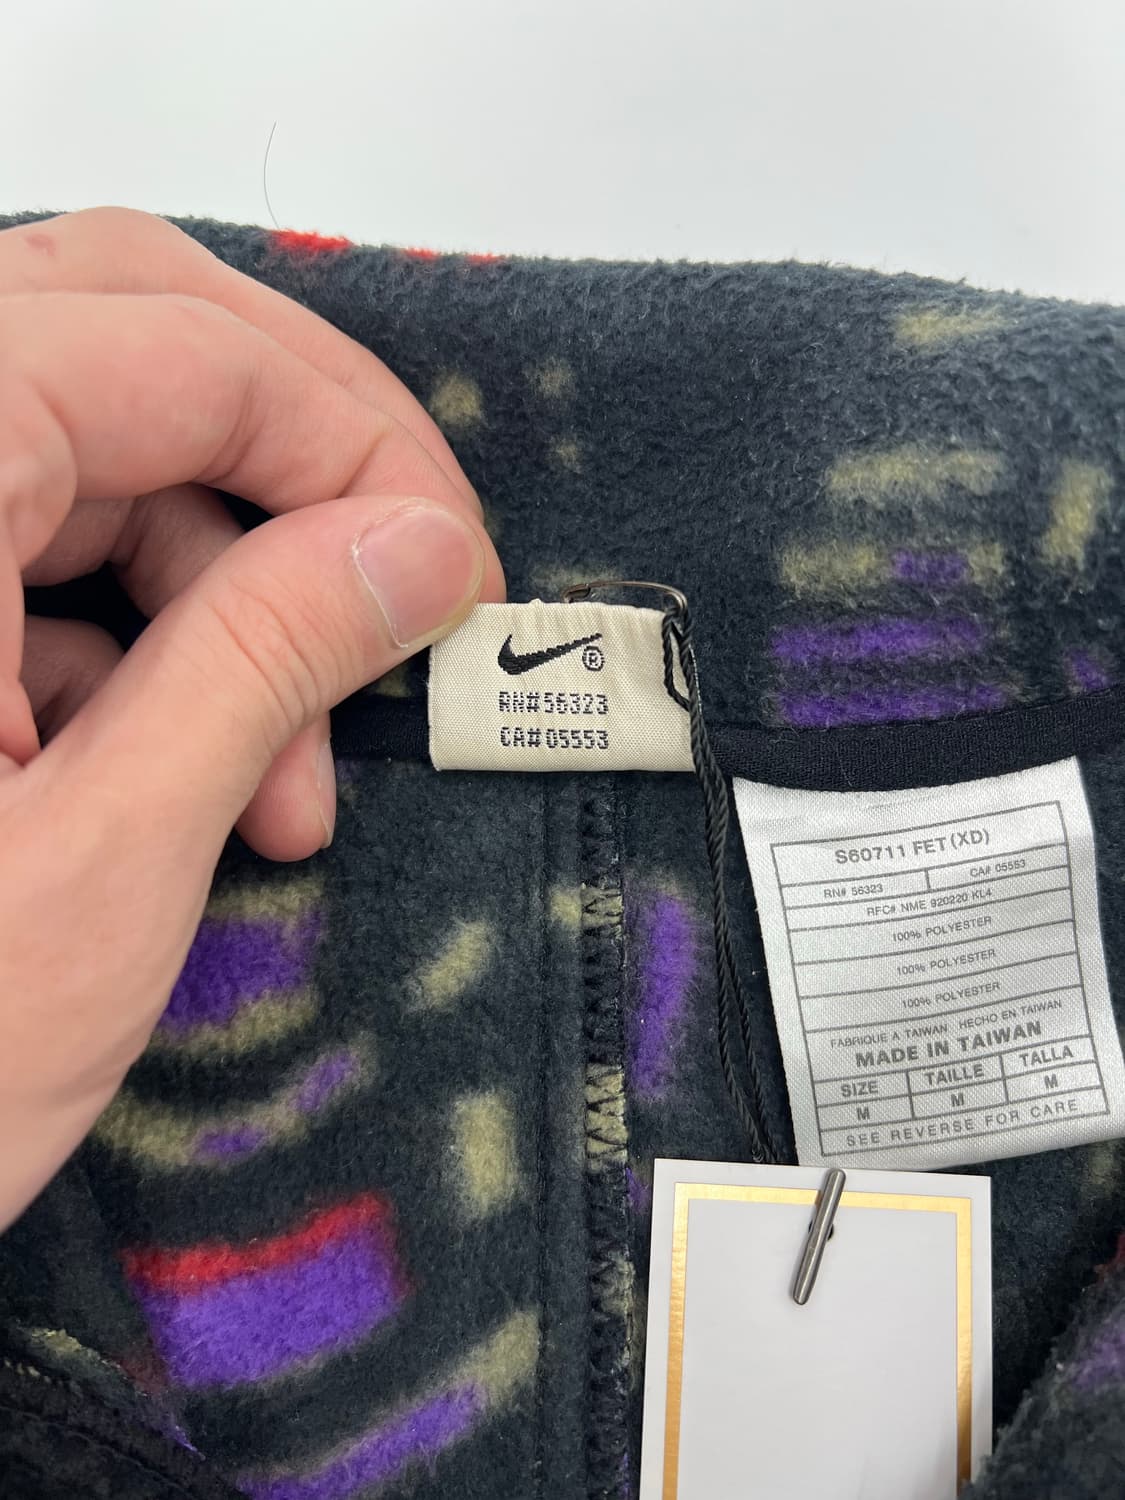 ®
RN#56323
CA#05553
S60711 FET(XD)
RN# 56323 CA# 05553
RFC# NME 920220 KL4
100% POLYESTER
100% POLYESTER
100% POLYESTER
FABRIQUE A TAIWAN HECHO EN TAIWAN
MADE IN TAIWAN
SIZE TAILLE TALLA
M M M
SEE REVERSE FOR CARE